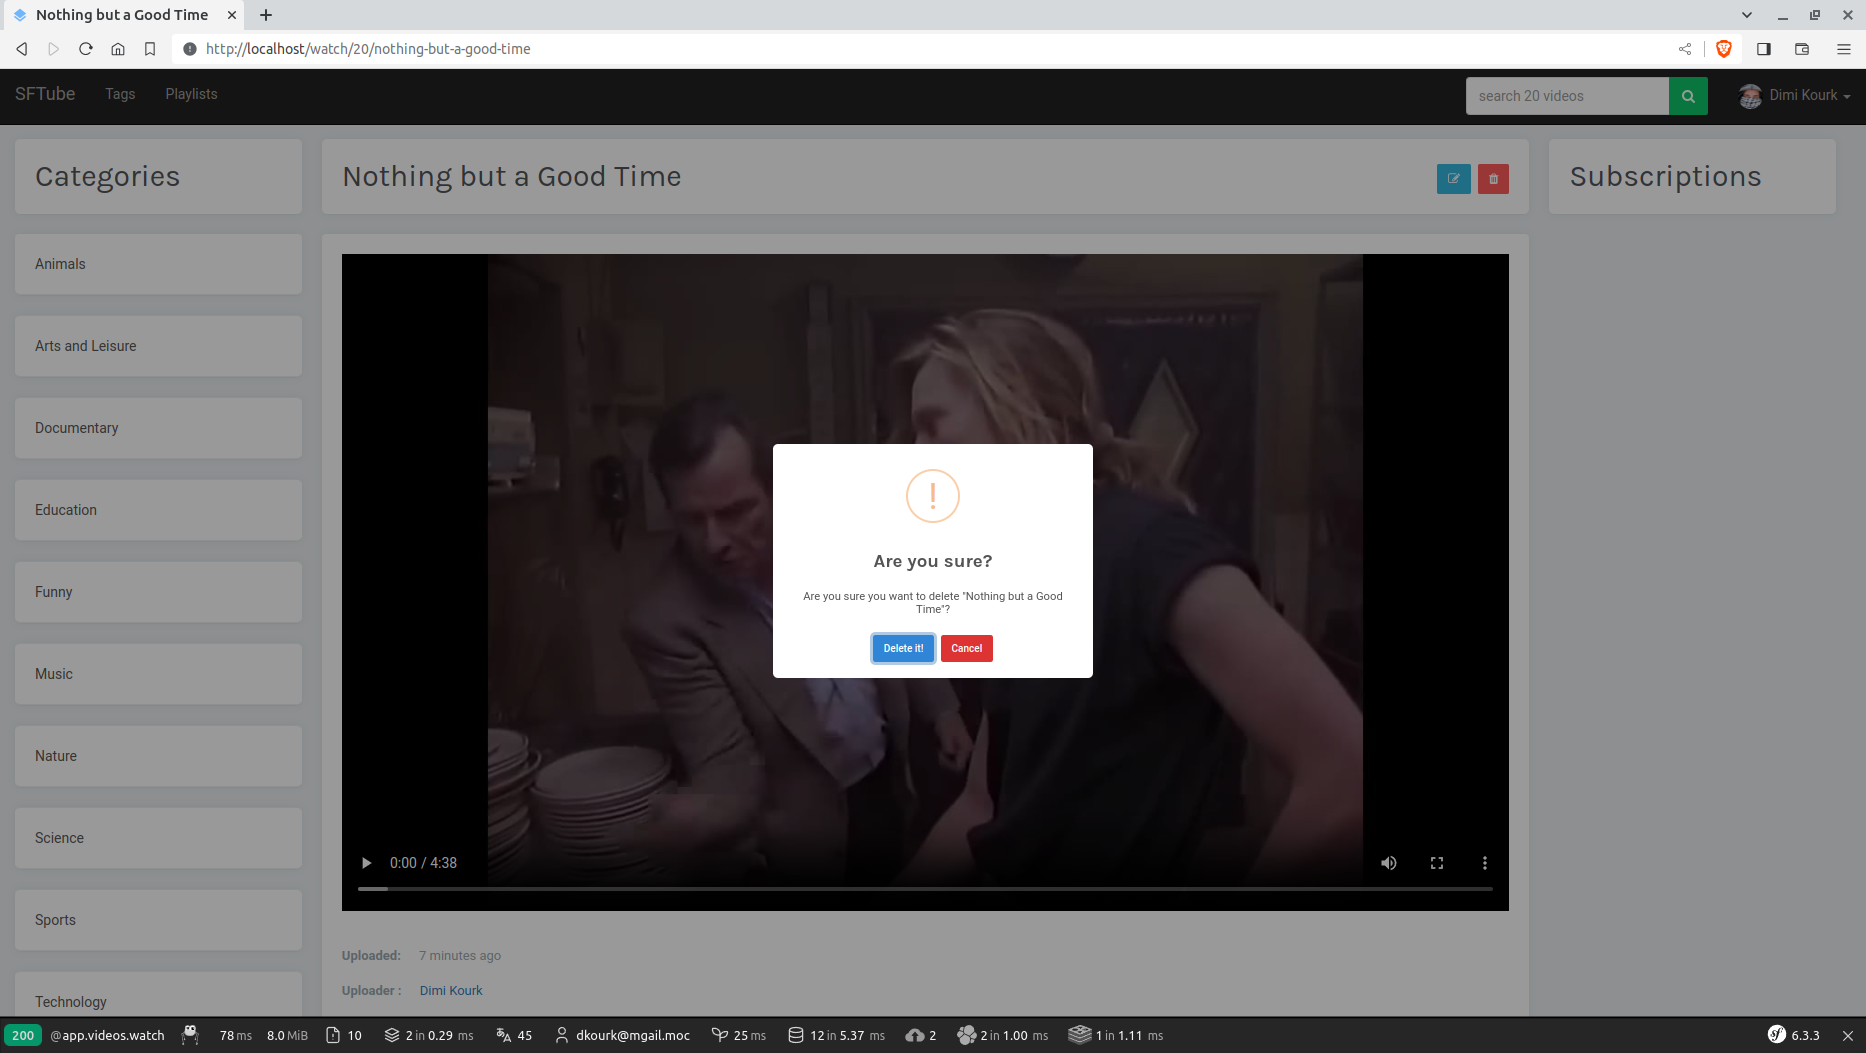 Nothing but a Good Time
http://localhost/watch/20/nothing-but-a-good-time
SFTube
Tags
Playlists
search 20 videos
Dimi Kourk
Categories
Nothing but a Good Time
Subscriptions
Animals
Arts and Leisure
Documentary
Education
Funny
Music
Nature
Science
Sports
Technology
!
Are you sure?
Are you sure you want to delete "Nothing but a Good
Time"?
Delete it!
Cancel
0:00 / 4:38
Uploaded: 7 minutes ago
Uploader : Dimi Kourk
200 @app.videos.watch 78 ms 8.0 MiB 10 2 in 0.29 ms 45 dkourk@mgail.moc 25 ms 12 in 5.37 ms 2 2 in 1.00 ms 1 in 1.11 ms sf 6.3.3